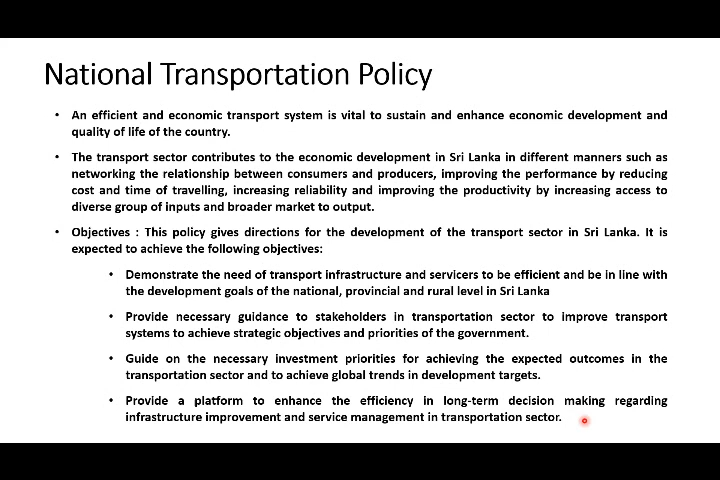 National Transportation Policy
• An efficient and economic transport system is vital to sustain and enhance economic development and
quality of life of the country.
• The transport sector contributes to the economic development in Sri Lanka in different manners such as
networking the relationship between consumers and producers, improving the performance by reducing
cost and time of travelling, increasing reliability and improving the productivity by increasing access to
diverse group of inputs and broader market to output.
• Objectives : This policy gives directions for the development of the transport sector in Sri Lanka. It is
expected to achieve the following objectives:
• Demonstrate the need of transport infrastructure and servicers to be efficient and be in line with
the development goals of the national, provincial and rural level in Sri Lanka
• Provide necessary guidance to stakeholders in transportation sector to improve transport
systems to achieve strategic objectives and priorities of the government.
• Guide on the necessary investment priorities for achieving the expected outcomes in the
transportation sector and to achieve global trends in development targets.
• Provide a platform to enhance the efficiency in long-term decision making regarding
infrastructure improvement and service management in transportation sector.